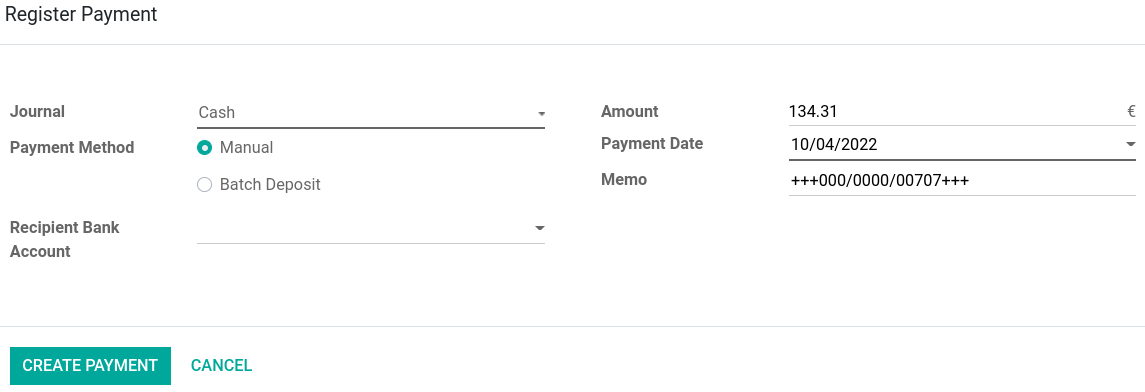 Register Payment
Journal
Cash
Amount
134.31 €
Payment Method
Manual
Payment Date
10/04/2022
Batch Deposit
Memo
+++000/0000/00707+++
Recipient Bank
Account
CREATE PAYMENT
CANCEL